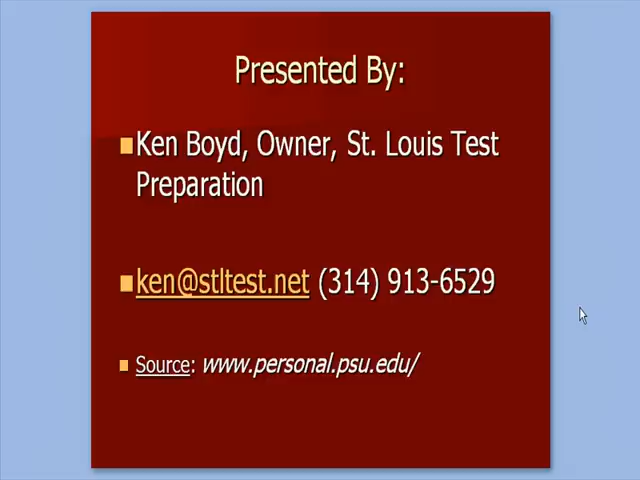 Presented By:
Ken Boyd, Owner, St. Louis Test
Preparation
ken@stltest.net (314) 913-6529
Source: www.personal.psu.edu/